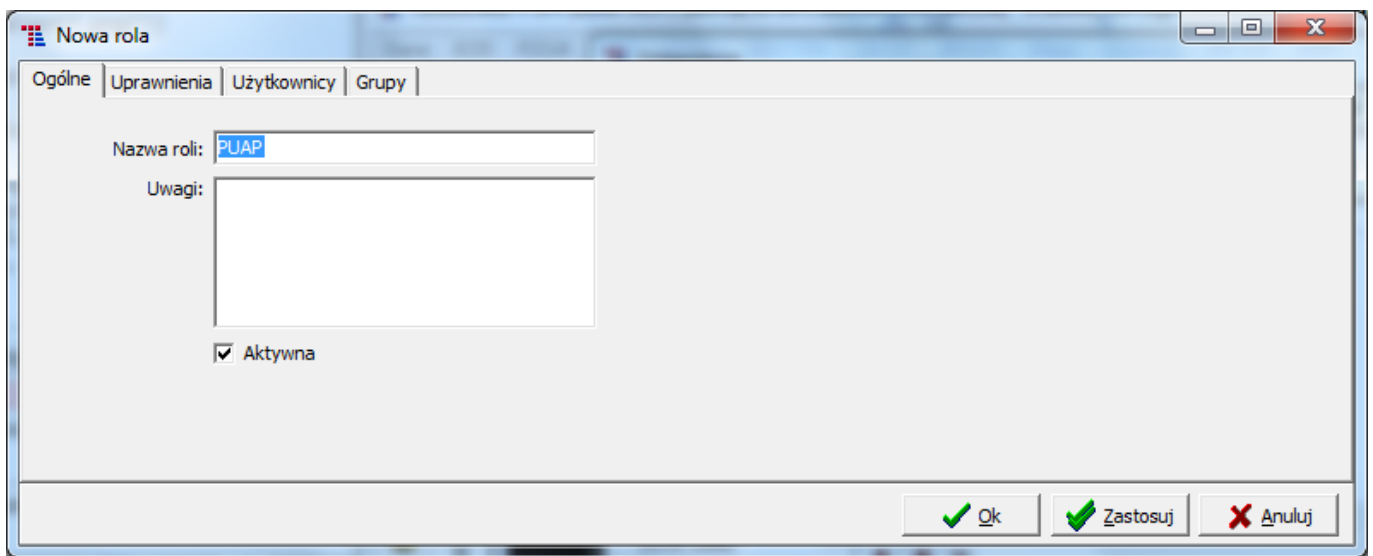 Nowa rola
Ogólne Uprawnienia Użytkownicy Grupy
Nazwa roli: PUAP
Uwagi:
Aktywna
Ok Zastosuj Anuluj